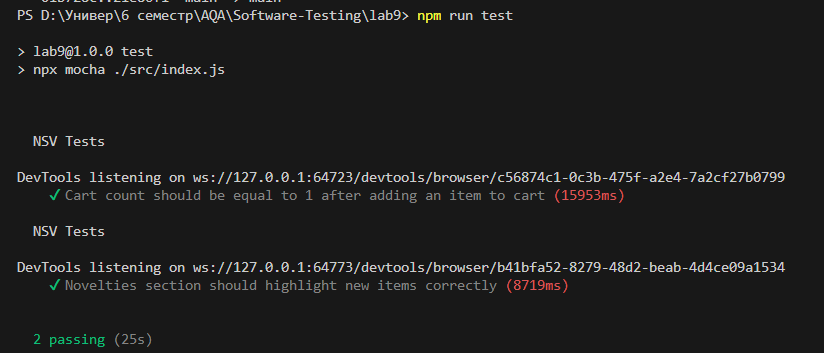 PS D:\Универ\6 семестр\AQA\Software-Testing\lab9> npm run test
> lab9@1.0.0 test
> npx mocha ./src/index.js
NSV Tests
DevTools listening on ws://127.0.0.1:64723/devtools/browser/c56874c1-0c3b-475f-a2e4-7a2cf27b0799
✓ Cart count should be equal to 1 after adding an item to cart (15953ms)
NSV Tests
DevTools listening on ws://127.0.0.1:64773/devtools/browser/b41bfa52-8279-48d2-beab-4d4ce09a1534
✓ Novelties section should highlight new items correctly (8719ms)
2 passing (25s)